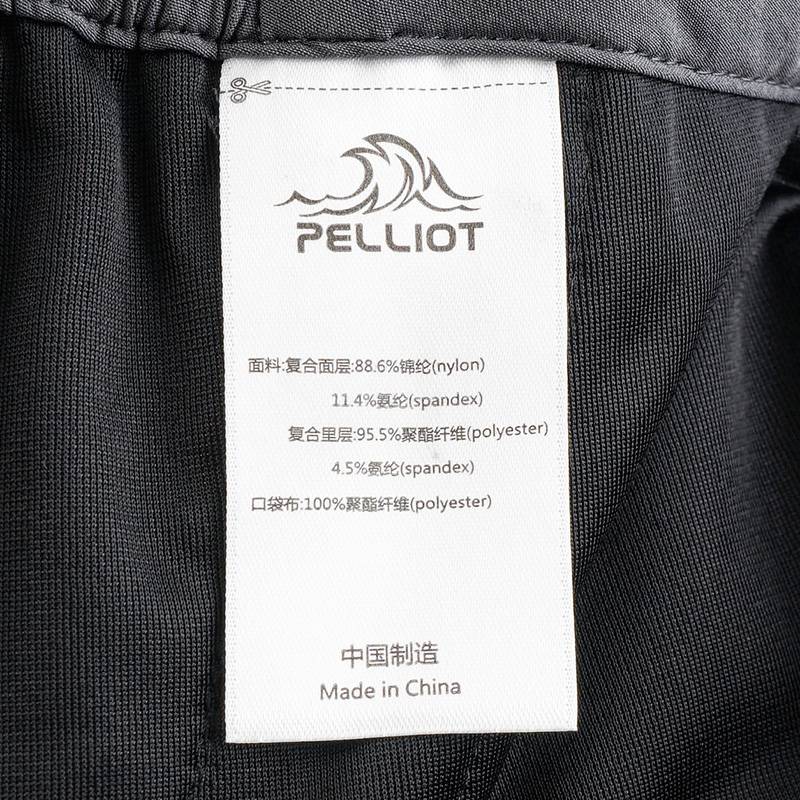 PELLIOT
面料:复合面层:88.6%锦纶(nylon)
11.4%氨纶(spandex)
复合里层:95.5%聚酯纤维(polyester)
4.5%氨纶(spandex)
口袋布:100%聚酯纤维(polyester)
中国制造
Made in China